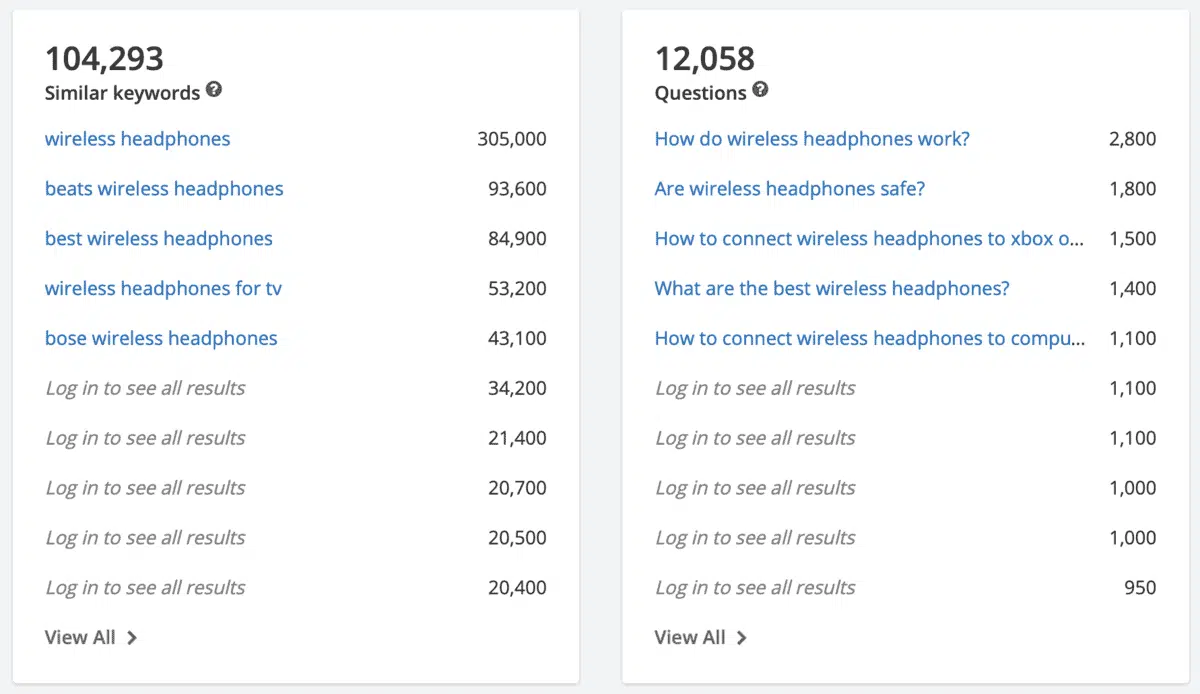 104,293
Similar keywords ?
wireless headphones 305,000
beats wireless headphones 93,600
best wireless headphones 84,900
wireless headphones for tv 53,200
bose wireless headphones 43,100
Log in to see all results 34,200
Log in to see all results 21,400
Log in to see all results 20,700
Log in to see all results 20,500
Log in to see all results 20,400
View All >
12,058
Questions ?
How do wireless headphones work? 2,800
Are wireless headphones safe? 1,800
How to connect wireless headphones to xbox o... 1,500
What are the best wireless headphones? 1,400
How to connect wireless headphones to compu... 1,100
Log in to see all results 1,100
Log in to see all results 1,100
Log in to see all results 1,000
Log in to see all results 1,000
Log in to see all results 950
View All >